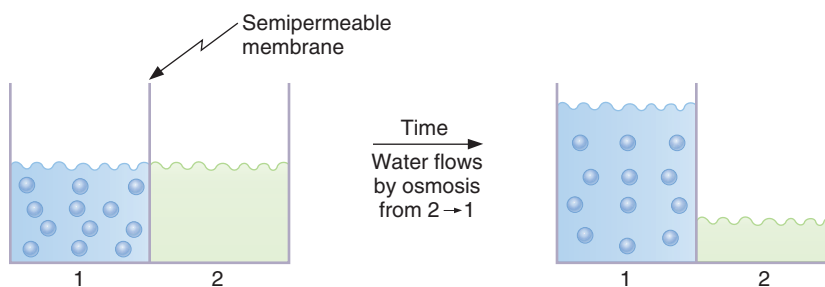 Semipermeable
membrane
Time
Water flows
by osmosis
from 2→1
1
2
1
2